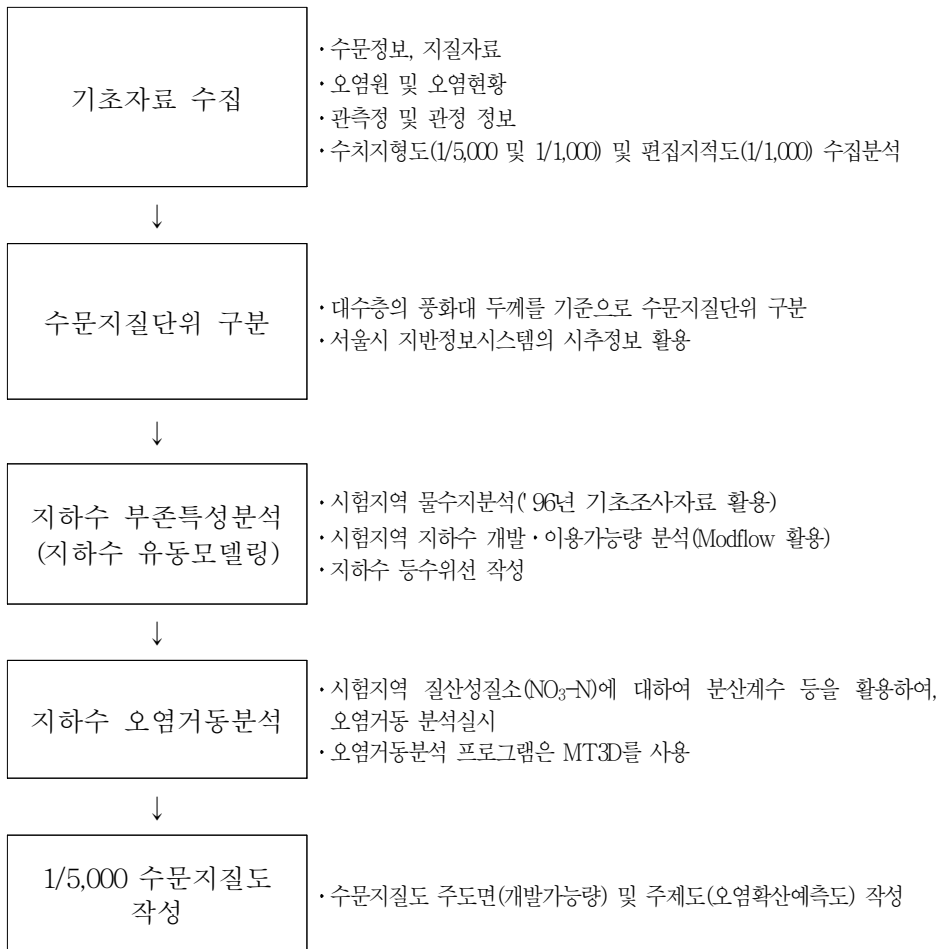 기초자료 수집
·수문정보, 지질자료
·오염원 및 오염현황
·관측정 및 관정 정보
·수치지형도(1/5,000 및 1/1,000) 및 편집지적도(1/1,000) 수집분석
↓
수문지질단위 구분
·대수층의 풍화대 두께를 기준으로 수문지질단위 구분
·서울시 지반정보시스템의 시추정보 활용
↓
지하수 부존특성분석
(지하수 유동모델링)
·시험지역 물수지분석('96년 기초조사자료 활용)
·시험지역 지하수 개발·이용가능량 분석(Modflow 활용)
·지하수 등수위선 작성
↓
지하수 오염거동분석
·시험지역 질산성질소(NO₃-N)에 대하여 분산계수 등을 활용하여,
오염거동 분석실시
·오염거동분석 프로그램은 MT3D를 사용
↓
1/5,000 수문지질도
작성
·수문지질도 주도면(개발가능량) 및 주제도(오염확산예측도) 작성